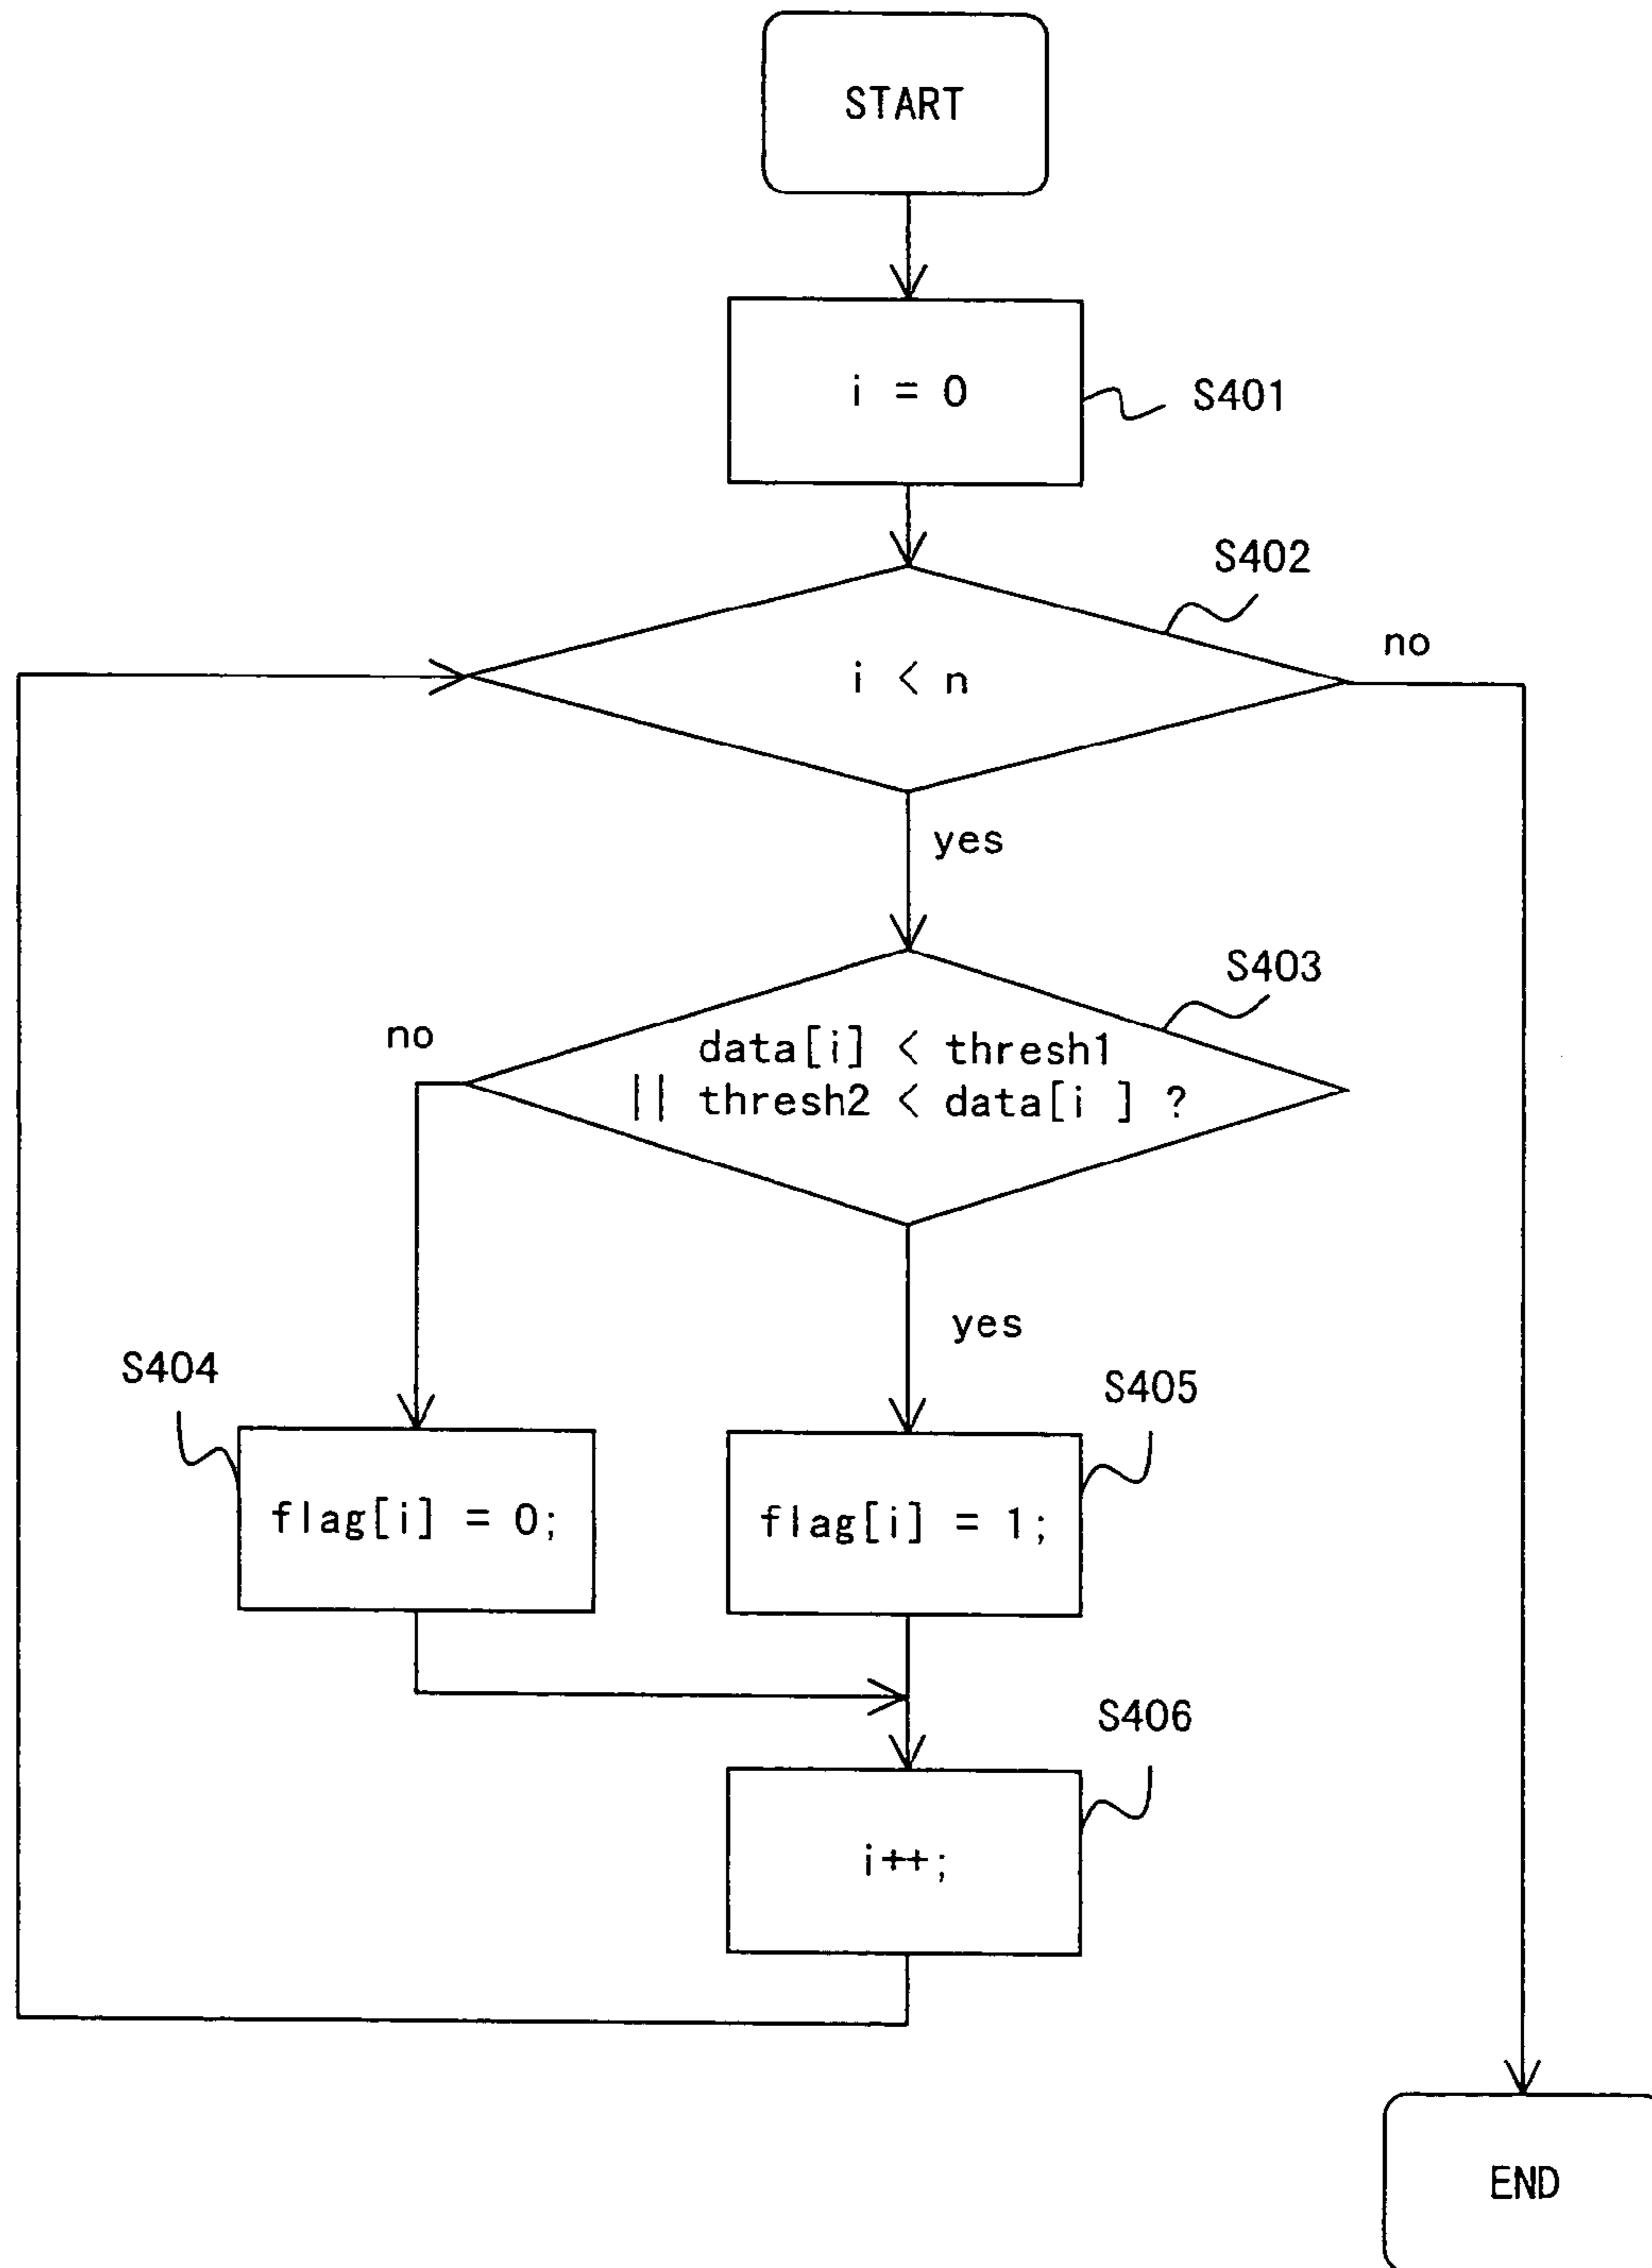 START
i = 0
S401
S402
i < n
no
yes
S403
no
data[i] < thresh1
|| thresh2 < data[i ] ?
yes
S404
S405
flag[i] = 0;
flag[i] = 1;
S406
i++;
END